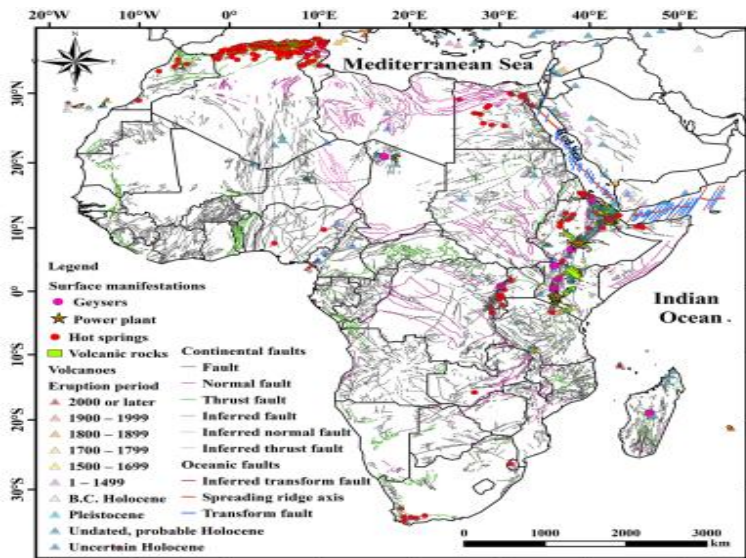 20°W 10°W 0° 10°E 20°E 30°E 40°E 50°E
N
E
S
Mediterranean Sea
30°N
20°N
10°N
0°
10°S
20°S
30°S
Red Sea
Indian
Ocean
Legend
Surface manifestations
Geysers
Power plant
Hot springs
Volcanic rocks
Volcanoes
Eruption period
2000 or later
1900 – 1999
1800 – 1899
1700 – 1799
1500 – 1699
1 – 1499
B.C. Holocene
Pleistocene
Undated, probable Holocene
Uncertain Holocene
Continental faults
Fault
Normal fault
Thrust fault
Inferred fault
Inferred normal fault
Inferred thrust fault
Oceanic faults
Inferred transform fault
Spreading ridge axis
Transform fault
0 1000 2000 3000
km